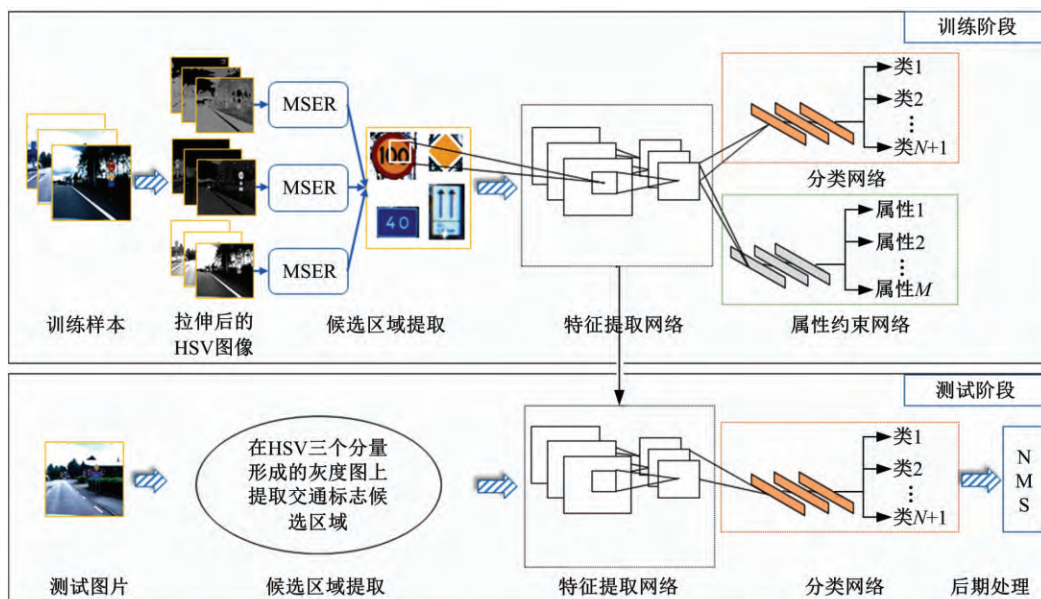 训练阶段
MSER
MSER
MSER
100
40
类1
类2
⋮
类N+1
分类网络
属性1
属性2
⋮
属性M
训练样本
拉伸后的
HSV图像
候选区域提取
特征提取网络
属性约束网络
测试阶段
在HSV三个分量
形成的灰度图上
提取交通标志候
选区域
类1
类2
⋮
类N+1
N
M
S
测试图片
候选区域提取
特征提取网络
分类网络
后期处理